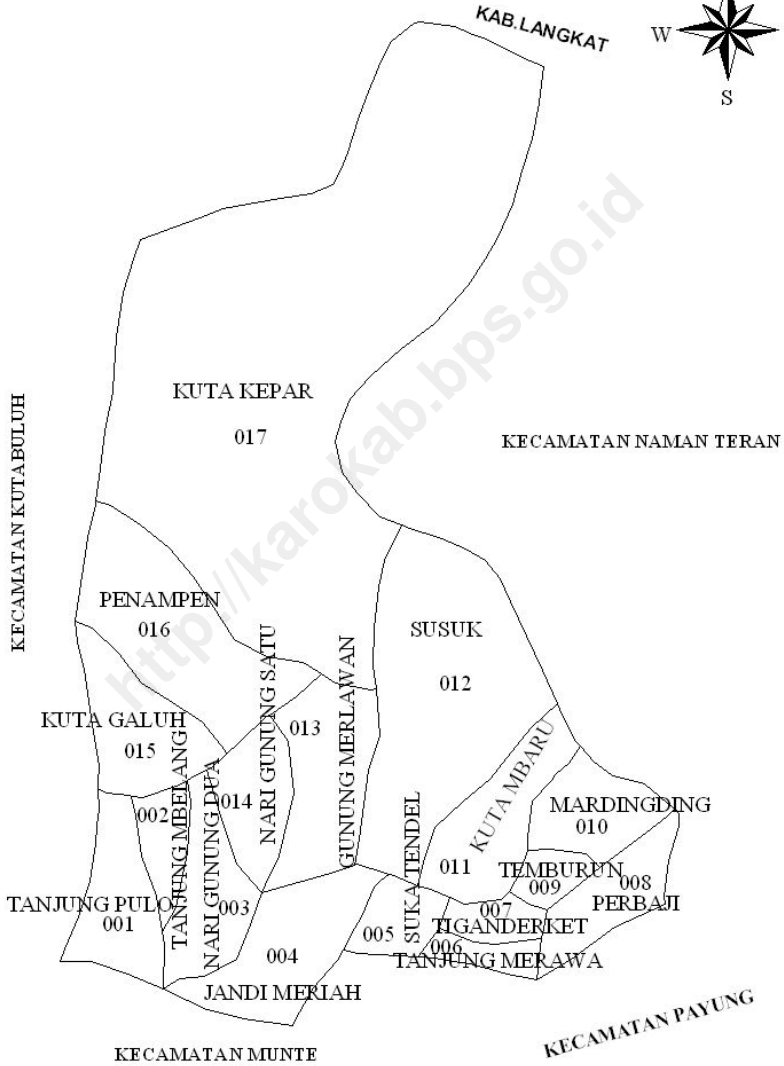 KAB.LANGKAT
W
S
http://karokab.bps.go.id
KUTA KEPAR
017
KECAMATAN KUTABULUH
KECAMATAN NAMAN TERAN
PENAMPEN
016
SUSUK
012
NARI GUNUNG SATU
013
GUNUNG MERLAWAN
KUTA GALUH
015
014
002
TANJUNG MBELANG
NARI GUNUNG DUA
003
KUTA MBARU
011
MARDINGDING
010
SUKA TENDEL
005
TEMBURUN
009
008
PERBAJI
007
TIGANDERKET
006
TANJUNG MERAWA
TANJUNG PULO
001
004
JANDI MERIAH
KECAMATAN PAYUNG
KECAMATAN MUNTE